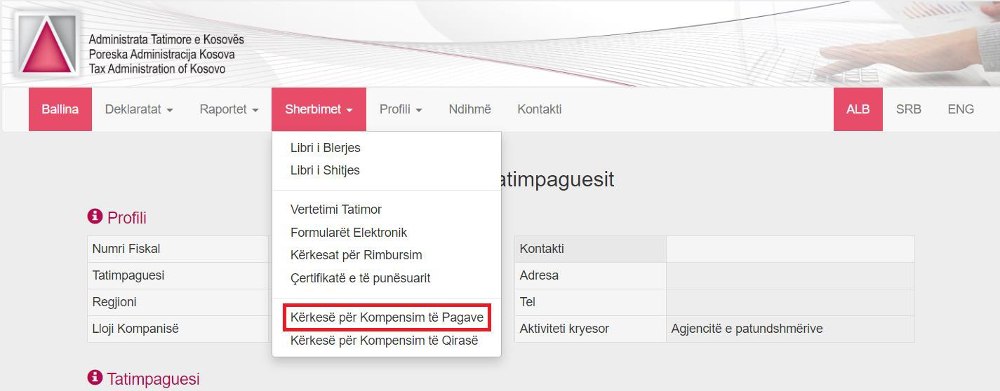 Administrata Tatimore e Kosovës
Poreska Administracija Kosova
Tax Administration of Kosovo
Ballina Deklaratat Raportet Sherbimet Profili Ndihmë Kontakti ALB SRB ENG
Libri i Blerjes
Libri i Shitjes
atimpaguesit
Vertetimi Tatimor
Formularët Elektronik
Kërkesat për Rimbursim
Çertifikatë e të punësuarit
Kërkesë për Kompensim të Pagave
Kërkesë për Kompensim të Qirasë
Profili
Numri Fiskal
Tatimpaguesi
Regjioni
Lloji Kompanisë
Kontakti
Adresa
Tel
Aktiviteti kryesor Agjencitë e patundshmërive
Tatimpaguesi